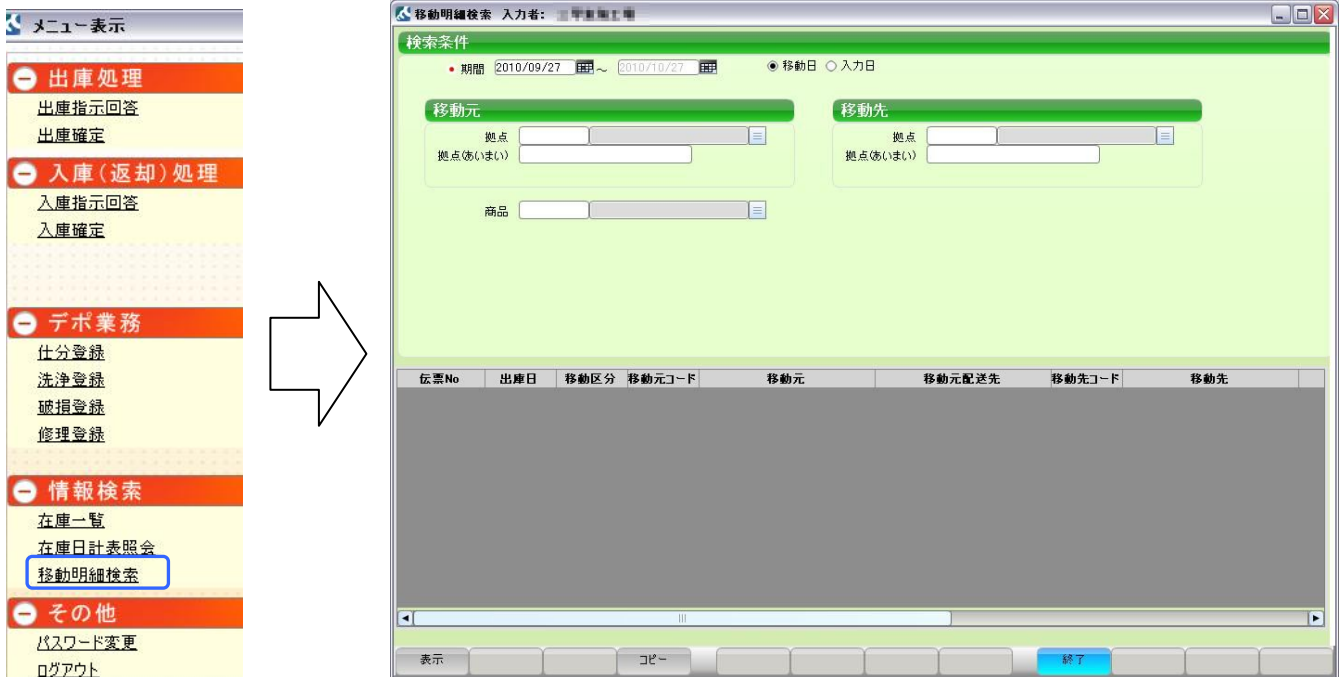 メニュー表示
出庫処理
出庫指示回答
出庫確定
入庫(返却)処理
入庫指示回答
入庫確定
デポ業務
仕分登録
洗浄登録
破損登録
修理登録
情報検索
在庫一覧
在庫日計表照会
移動明細検索
その他
パスワード変更
ログアウト
移動明細検索 入力者:
検索条件
期間 2010/09/27 ～ 2010/10/27 移動日 入力日
移動元 移動先
拠点 拠点
拠点(あいまい) 拠点(あいまい)
商品
伝票No 出庫日 移動区分 移動元コード 移動元 移動元配送先 移動先コード 移動先
表示 コピー 終了